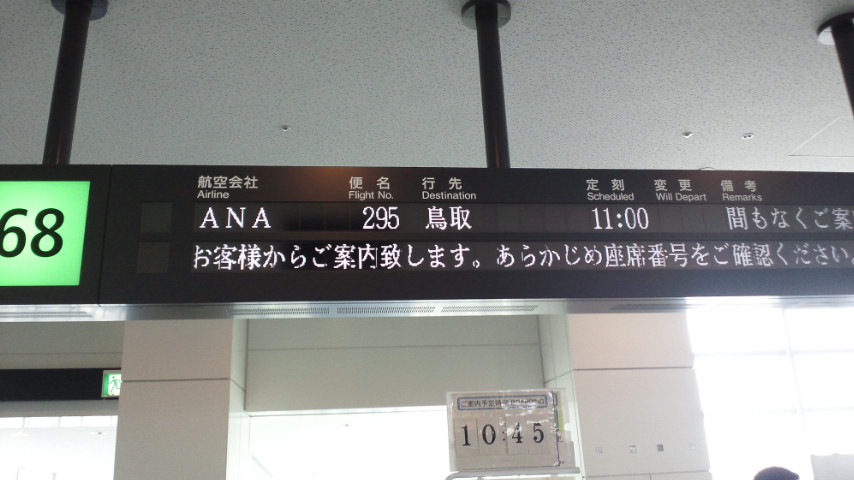 68
航空会社 便名 行先 定刻 変更 備考
Airline Flight No. Destination Scheduled Will Depart Remarks
ANA 295 鳥取 11:00 間もなくご案
お客様からご案内致します。あらかじめ座席番号をご確認ください。
10:45